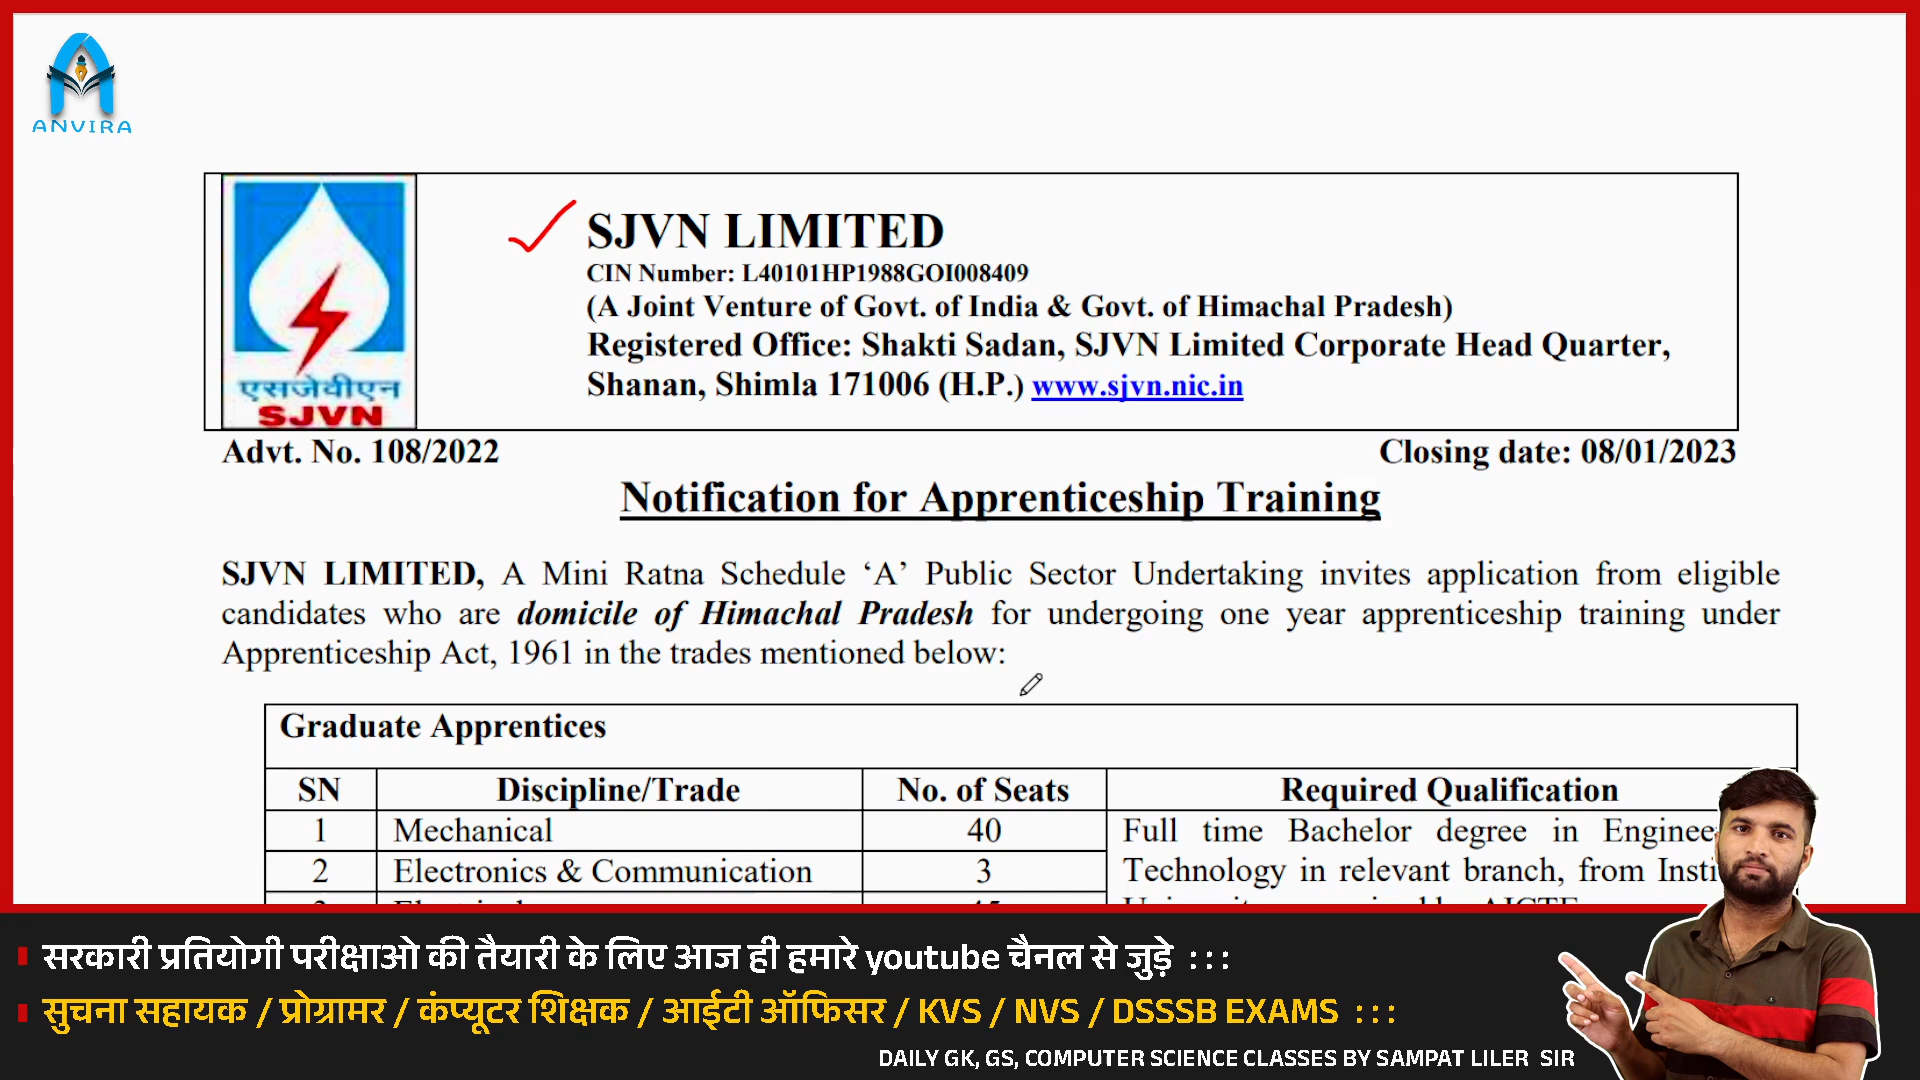 ANVIRA
एसजेवीएन
SJVN
SJVN LIMITED
CIN Number: L40101HP1988GOI008409
(A Joint Venture of Govt. of India & Govt. of Himachal Pradesh)
Registered Office: Shakti Sadan, SJVN Limited Corporate Head Quarter,
Shanan, Shimla 171006 (H.P.) www.sjvn.nic.in
Advt. No. 108/2022 Closing date: 08/01/2023
Notification for Apprenticeship Training
SJVN LIMITED, A Mini Ratna Schedule ‘A’ Public Sector Undertaking invites application from eligible
candidates who are domicile of Himachal Pradesh for undergoing one year apprenticeship training under
Apprenticeship Act, 1961 in the trades mentioned below:
Graduate Apprentices
SN Discipline/Trade No. of Seats Required Qualification
1 Mechanical 40 Full time Bachelor degree in
2 Electronics & Communication 3 Technology in relevant branch, from
सरकारी प्रतियोगी परीक्षाओ की तैयारी के लिए आज ही हमारे youtube चैनल से जुड़े :::
सुचना सहायक / प्रोग्रामर / कंप्यूटर शिक्षक / आईटी ऑफिसर / KVS / NVS / DSSSB EXAMS :::
DAILY GK, GS, COMPUTER SCIENCE CLASSES BY SAMPAT LILER SIR